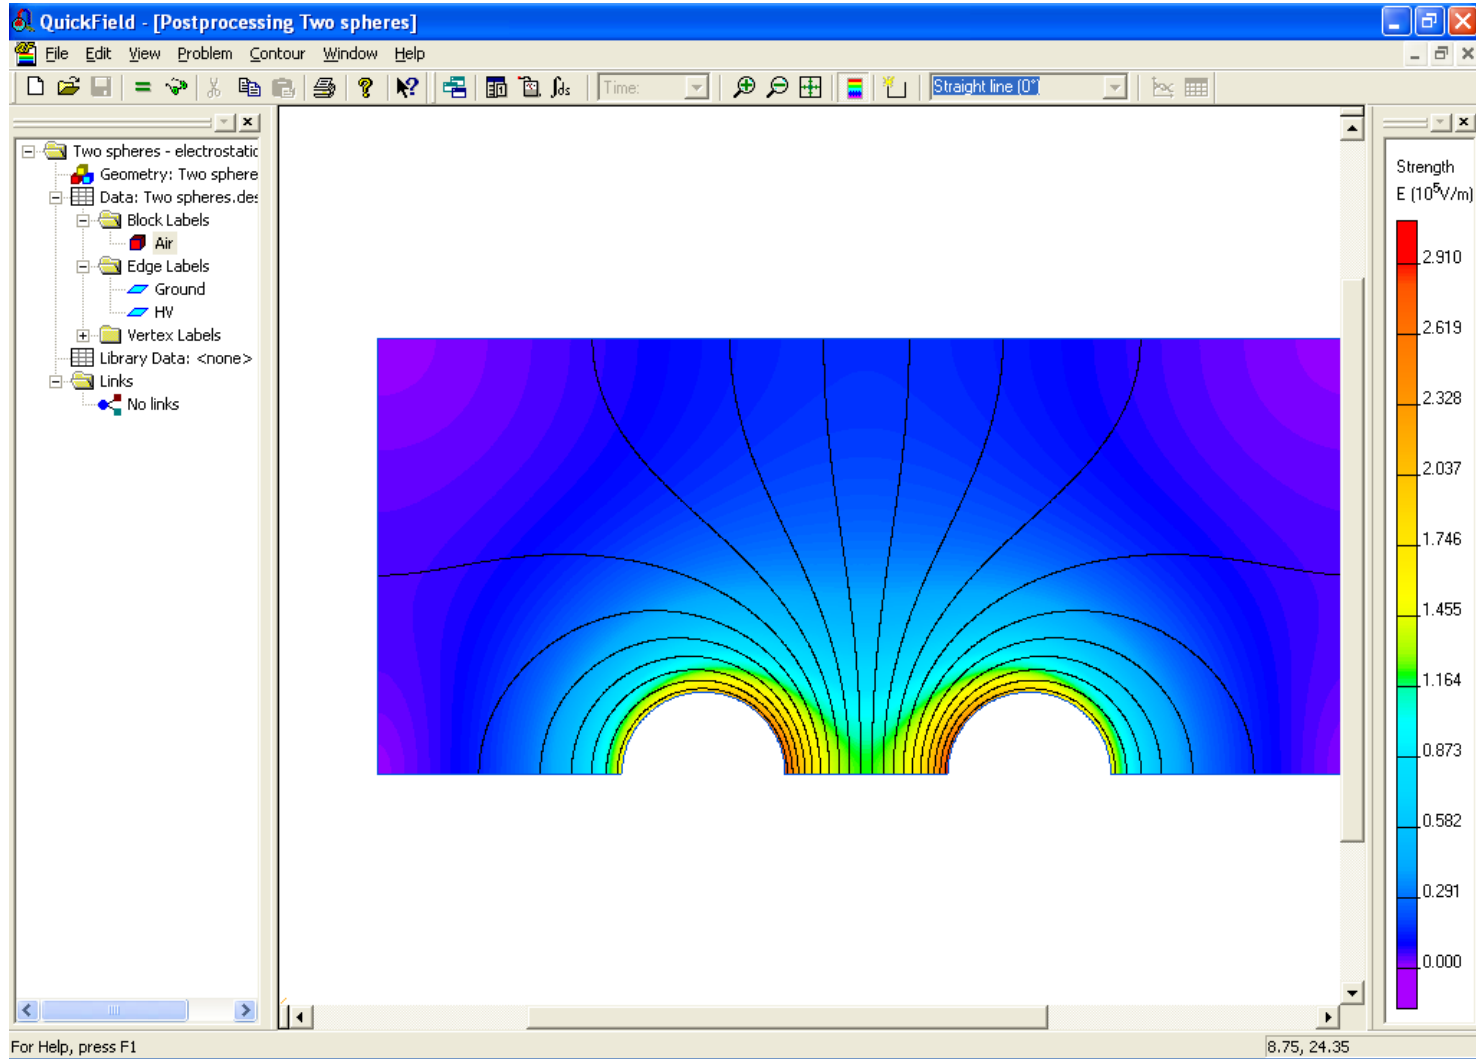 QuickField - [Postprocessing Two spheres]
File Edit View Problem Contour Window Help
Time:
Straight line (0°)
Two spheres - electrostatic
Geometry: Two sphere
Data: Two spheres.des
Block Labels
Air
Edge Labels
Ground
HV
Vertex Labels
Library Data: <none>
Links
No links
Strength
E (10⁵V/m)
2.910
2.619
2.328
2.037
1.746
1.455
1.164
0.873
0.582
0.291
0.000
For Help, press F1
8.75, 24.35